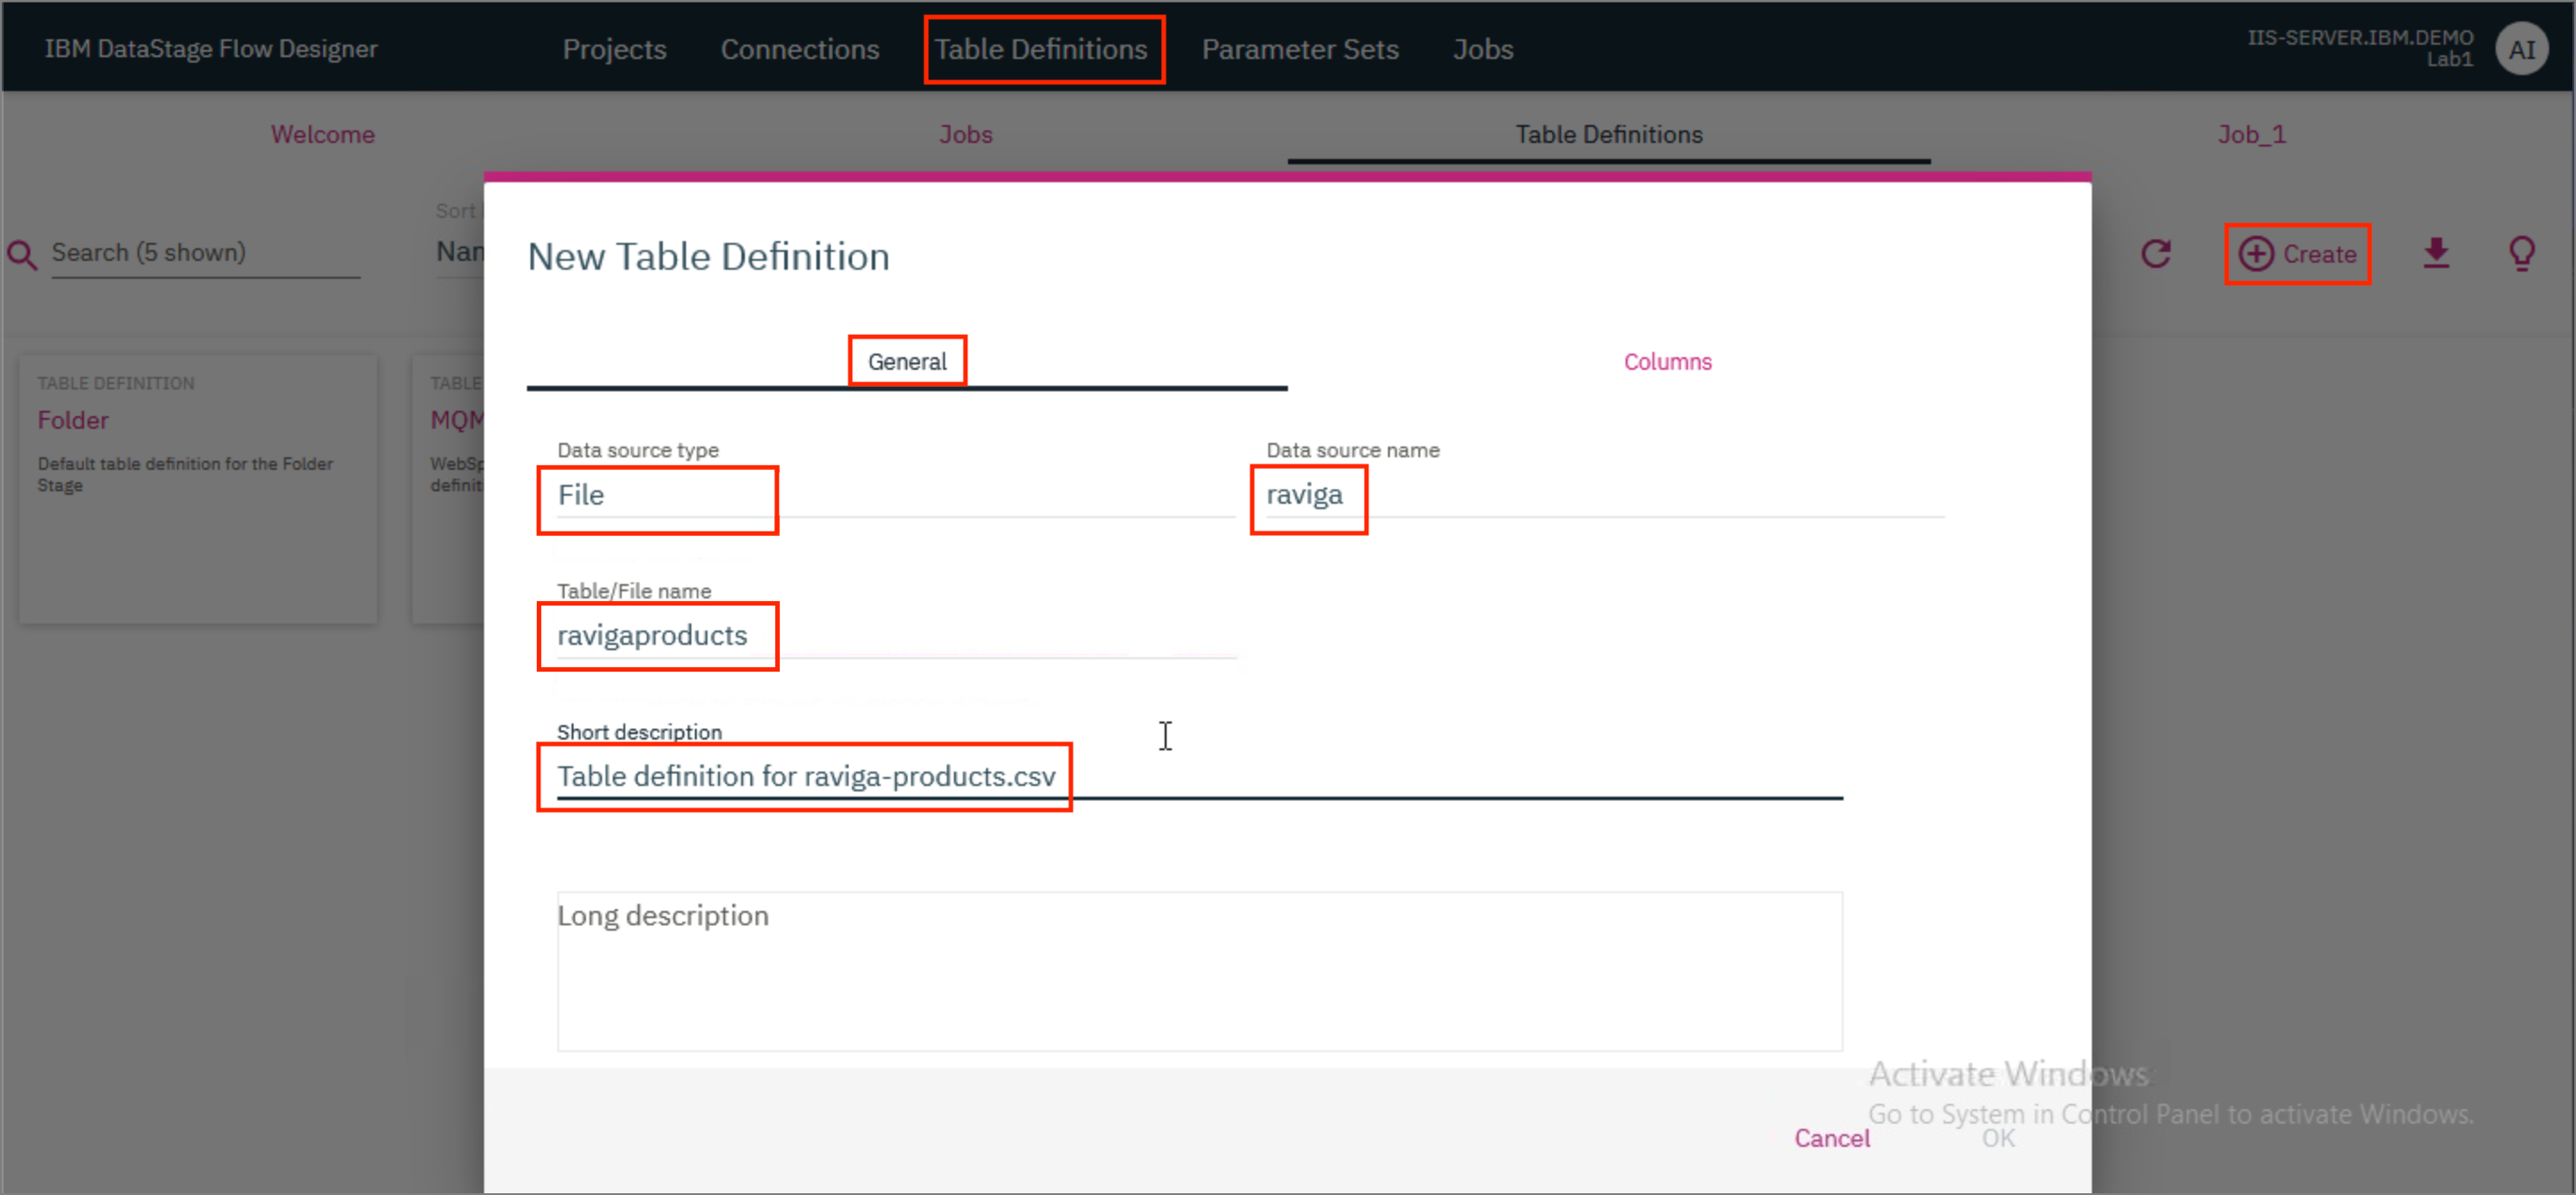 IBM DataStage Flow Designer
Projects
Connections
Table Definitions
Parameter Sets
Jobs
IIS-SERVER.IBM.DEMO
Lab1
AI
Welcome
Jobs
Table Definitions
Job_1
Search (5 shown)
Sort
Nan
Create
New Table Definition
General
Columns
TABLE DEFINITION
Folder
Default table definition for the Folder
Stage
TABLE
MQM
WebSp
definit
Data source type
File
Data source name
raviga
Table/File name
ravigaproducts
Short description
Table definition for raviga-products.csv
Long description
Activate Windows
Go to System in Control Panel to activate Windows.
Cancel
OK